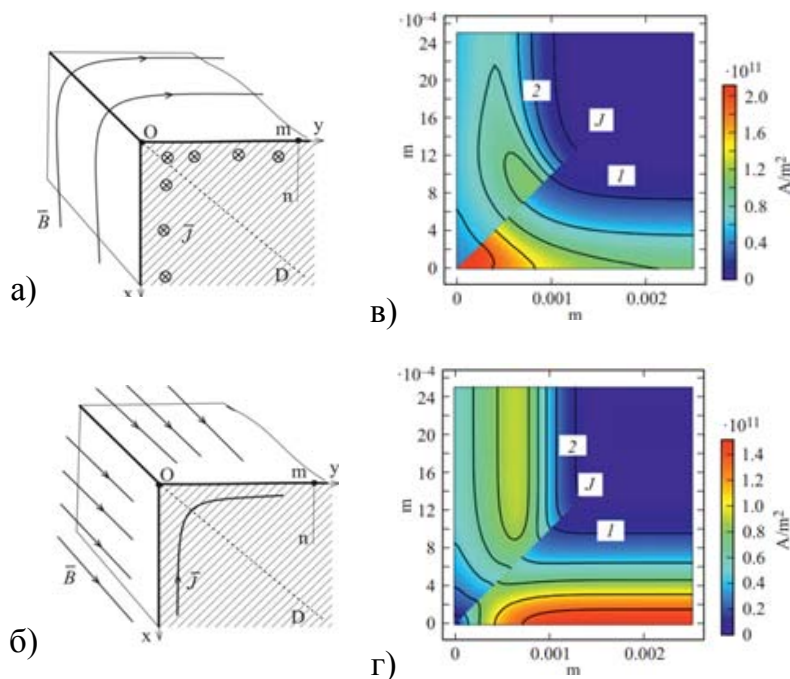 O
m
y
n
B̄
J̄
D
x
а)
·10⁻⁴
24
20
16
12
8
4
0
m
0
0.001
0.002
m
2
J
1
·10¹¹
2.0
1.6
1.2
0.8
0.4
0
A/m²
в)
O
m
y
n
B̄
J̄
D
x
б)
·10⁻⁴
24
20
16
12
8
4
0
m
0
0.001
0.002
m
2
J
1
·10¹¹
1.4
1.2
1.0
0.8
0.6
0.4
0.2
0
A/m²
г)